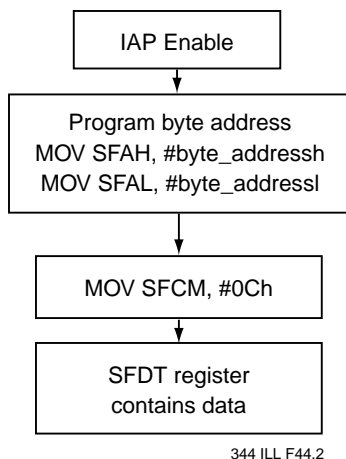 IAP Enable
Program byte address
MOV SFAH, #byte_addressh
MOV SFAL, #byte_addressl
MOV SFCM, #0Ch
SFDT register
contains data
344 ILL F44.2